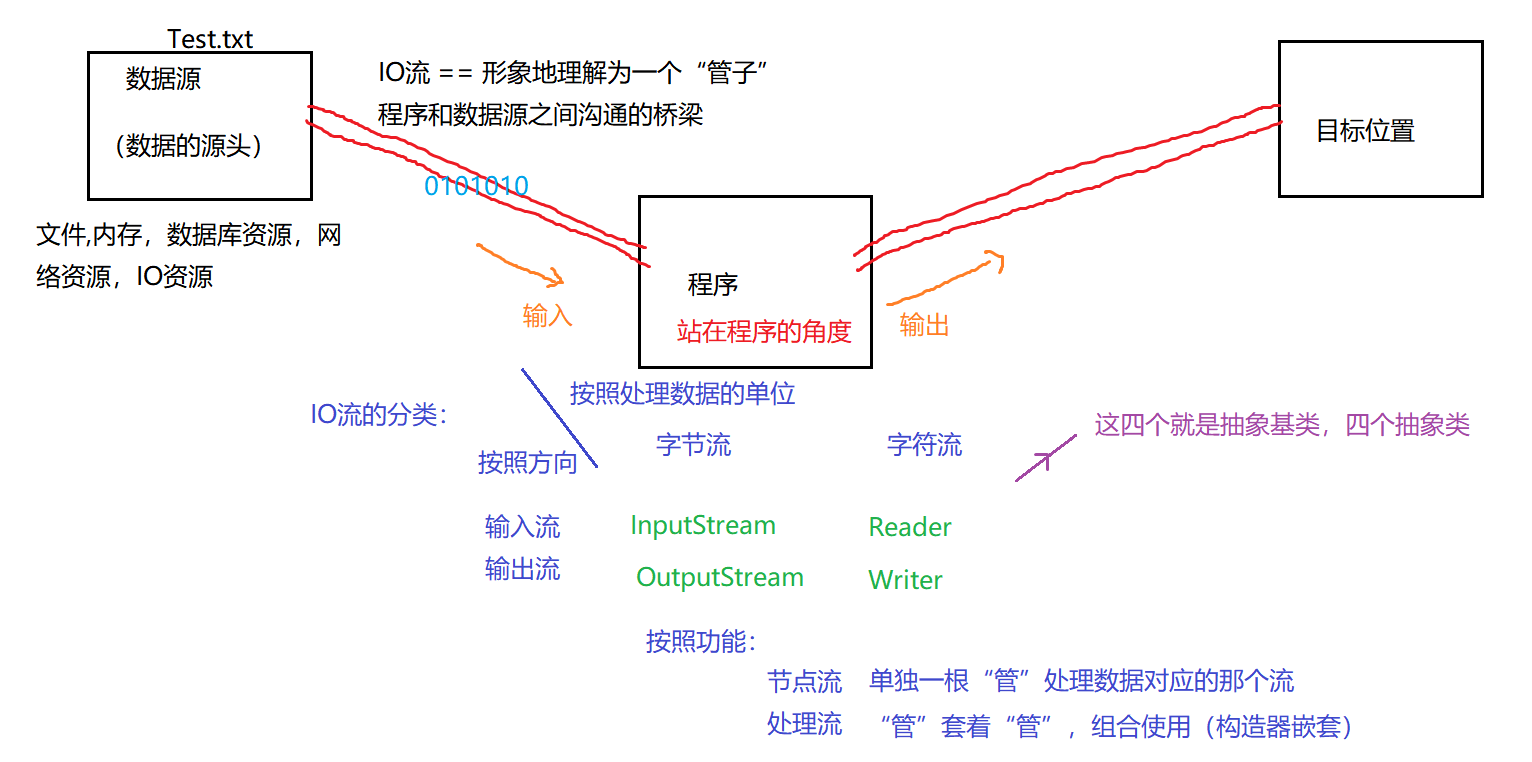 Test.txt
数据源
（数据的源头）
IO流 == 形象地理解为一个“管子”
程序和数据源之间沟通的桥梁
0101010
目标位置
文件,内存，数据库资源，网
络资源，IO资源
输入
程序
站在程序的角度
输出
IO流的分类：
按照处理数据的单位
按照方向
字节流
字符流
这四个就是抽象基类，四个抽象类
输入流
InputStream
Reader
输出流
OutputStream
Writer
按照功能：
节点流 单独一根“管”处理数据对应的那个流
处理流 “管”套着“管”，组合使用（构造器嵌套）